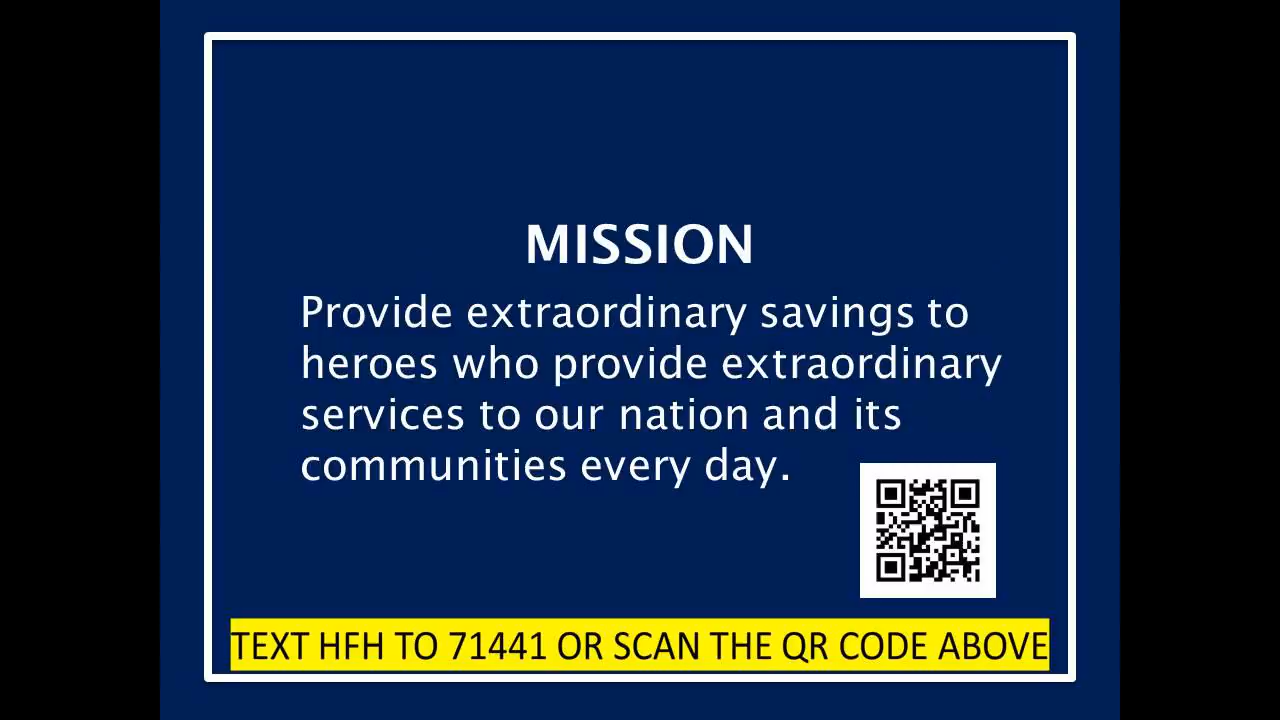 MISSION
Provide extraordinary savings to
heroes who provide extraordinary
services to our nation and its
communities every day.
TEXT HFH TO 71441 OR SCAN THE QR CODE ABOVE